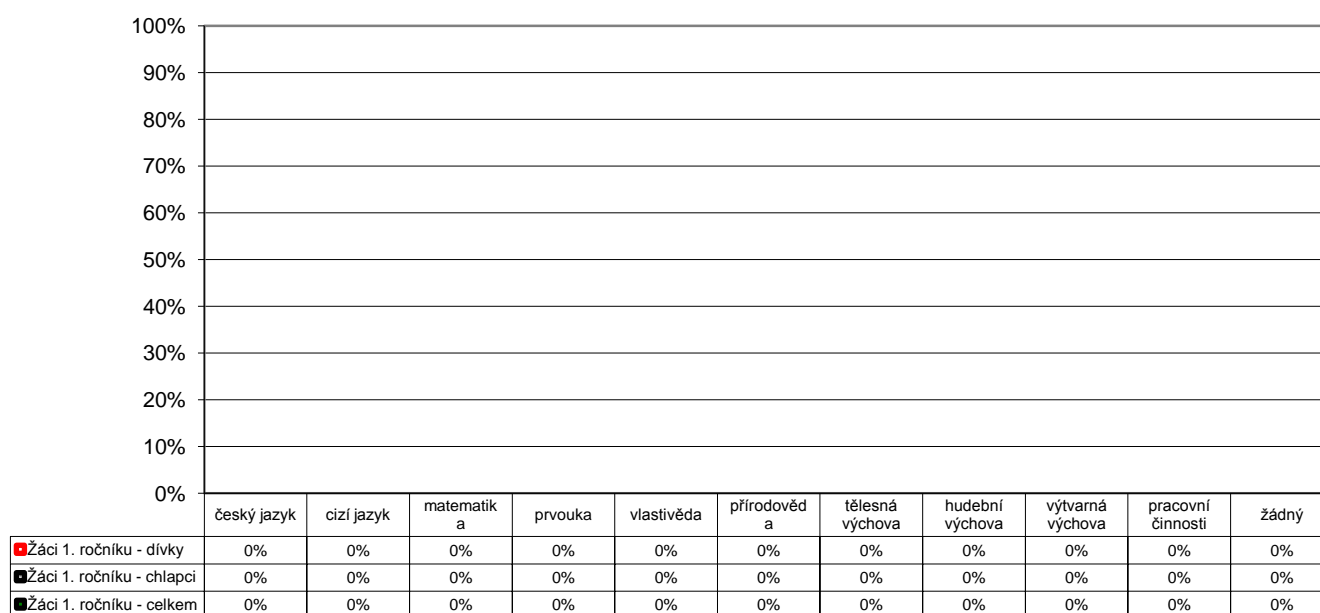 100%
90%
80%
70%
60%
50%
40%
30%
20%
10%
0%
český jazyk cizí jazyk matematik a prvouka vlastivěda přírodověd a tělesná výchova hudební výchova výtvarná výchova pracovní činnosti žádný
Žáci 1. ročníku - dívky 0% 0% 0% 0% 0% 0% 0% 0% 0% 0% 0%
Žáci 1. ročníku - chlapci 0% 0% 0% 0% 0% 0% 0% 0% 0% 0% 0%
Žáci 1. ročníku - celkem 0% 0% 0% 0% 0% 0% 0% 0% 0% 0% 0%